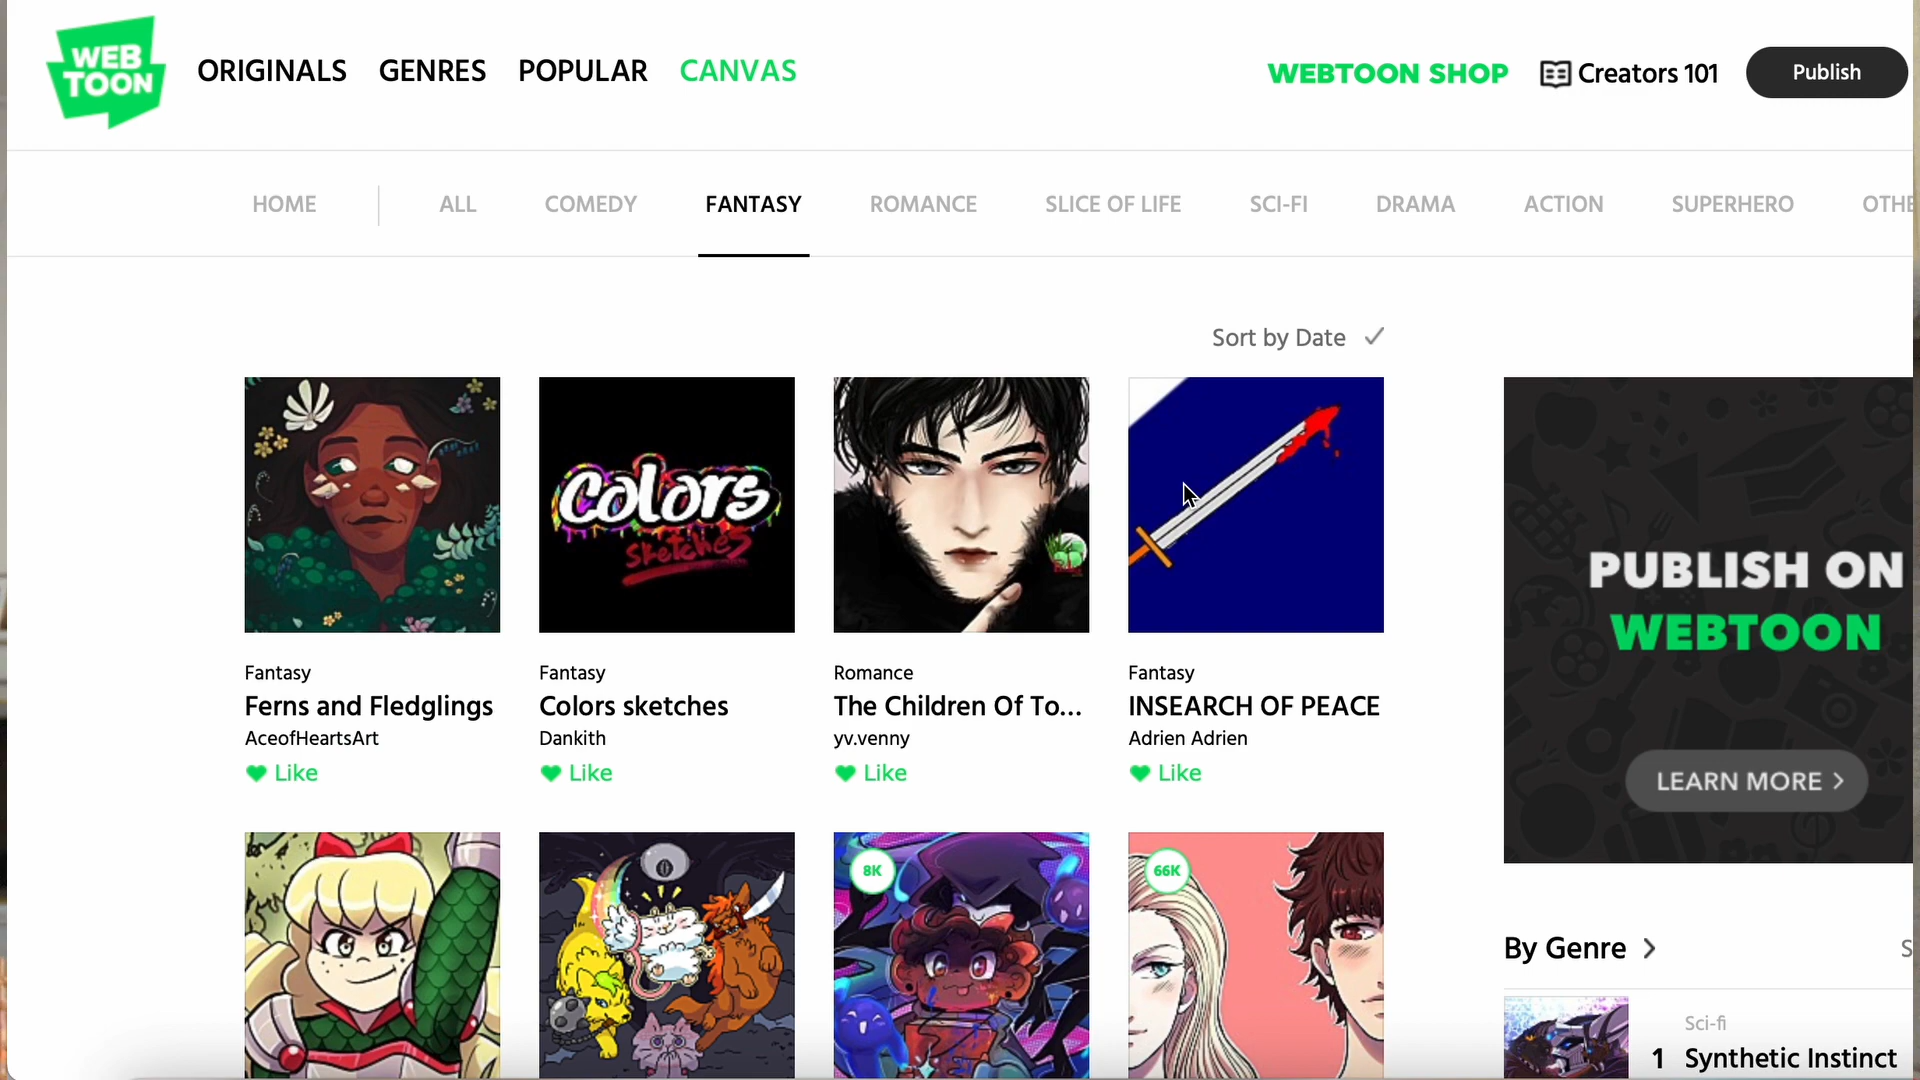 WEB
TOON
ORIGINALS GENRES POPULAR CANVAS
WEBTOON SHOP Creators 101 Publish
HOME ALL COMEDY FANTASY ROMANCE SLICE OF LIFE SCI-FI DRAMA ACTION SUPERHERO OTHE
Sort by Date
Colors
sketches
PUBLISH ON
WEBTOON
LEARN MORE >
Fantasy
Ferns and Fledglings
AceofHeartsArt
Like
Fantasy
Colors sketches
Dankith
Like
Romance
The Children Of To...
yv.venny
Like
Fantasy
INSEARCH OF PEACE
Adrien Adrien
Like
8K
66K
By Genre > S
Sci-fi
1 Synthetic Instinct